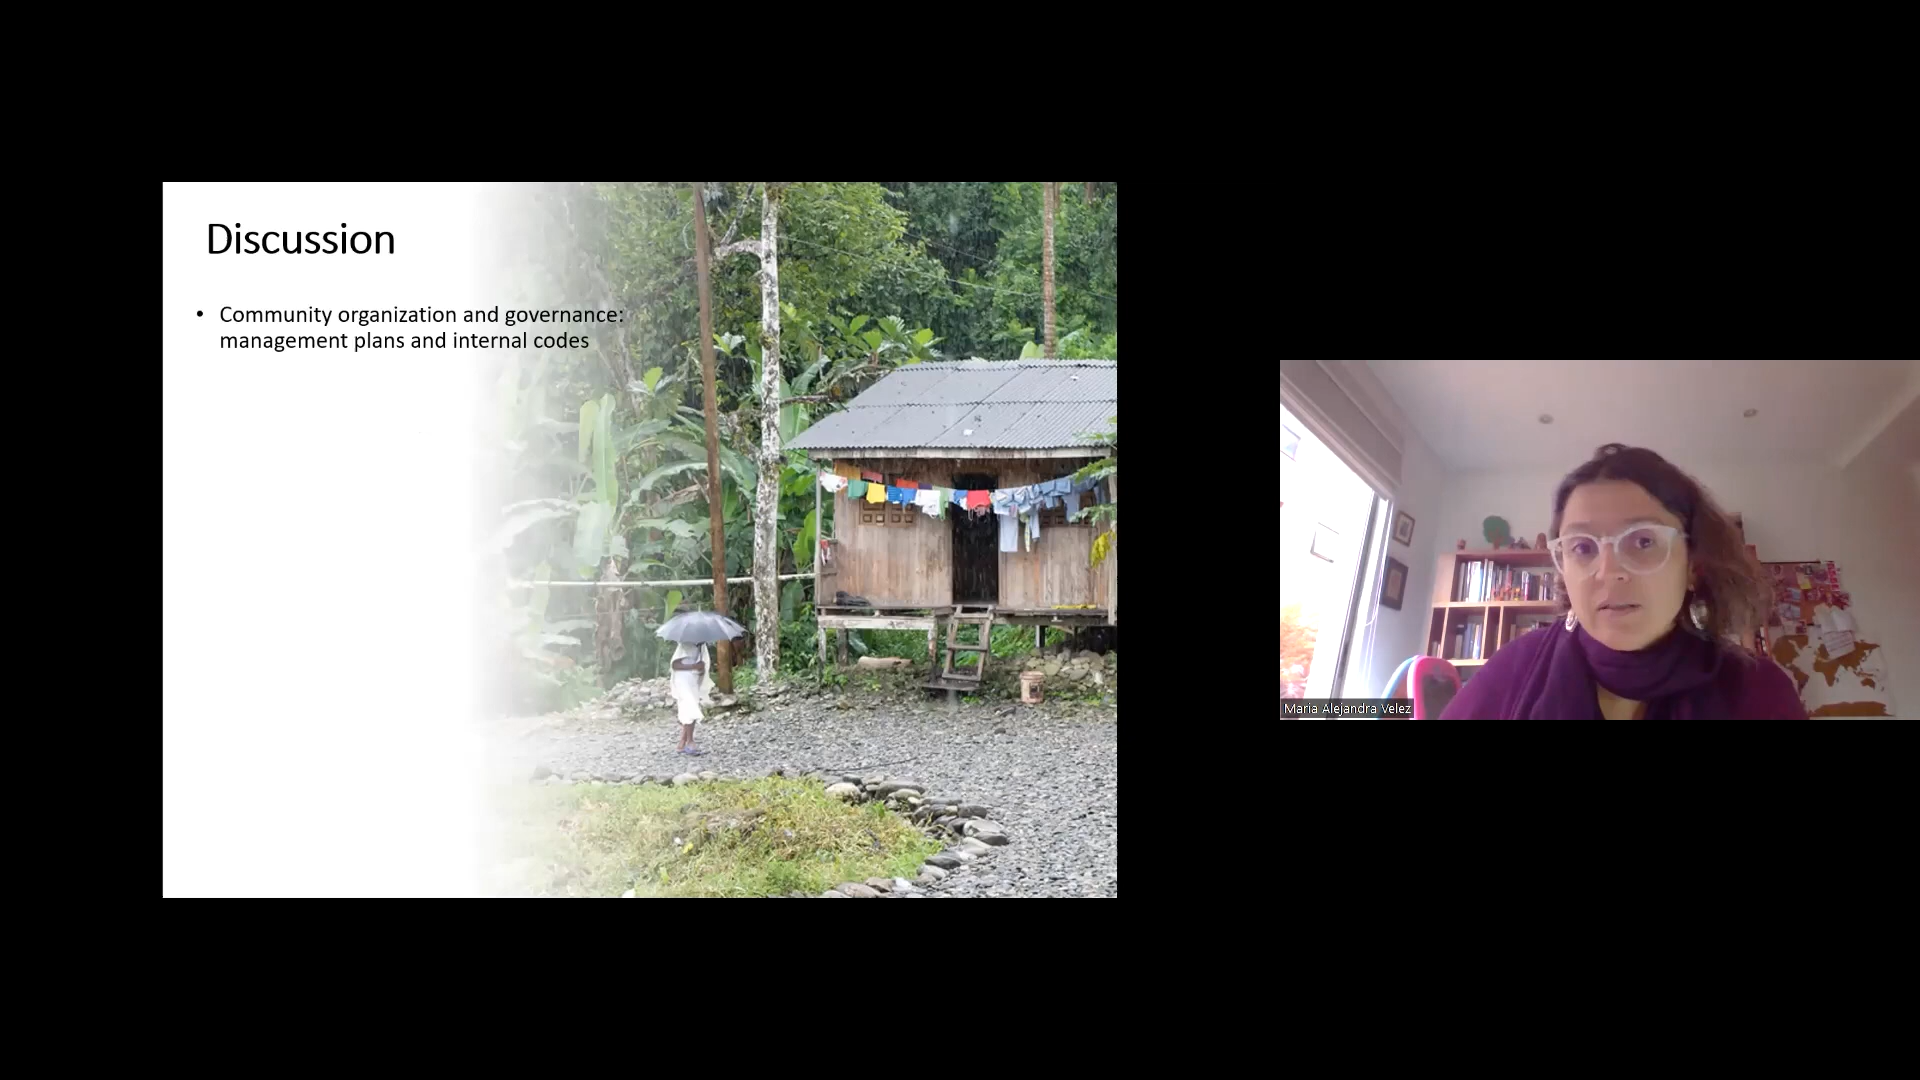 Discussion
• Community organization and governance:
management plans and internal codes
Maria Alejandra Velez